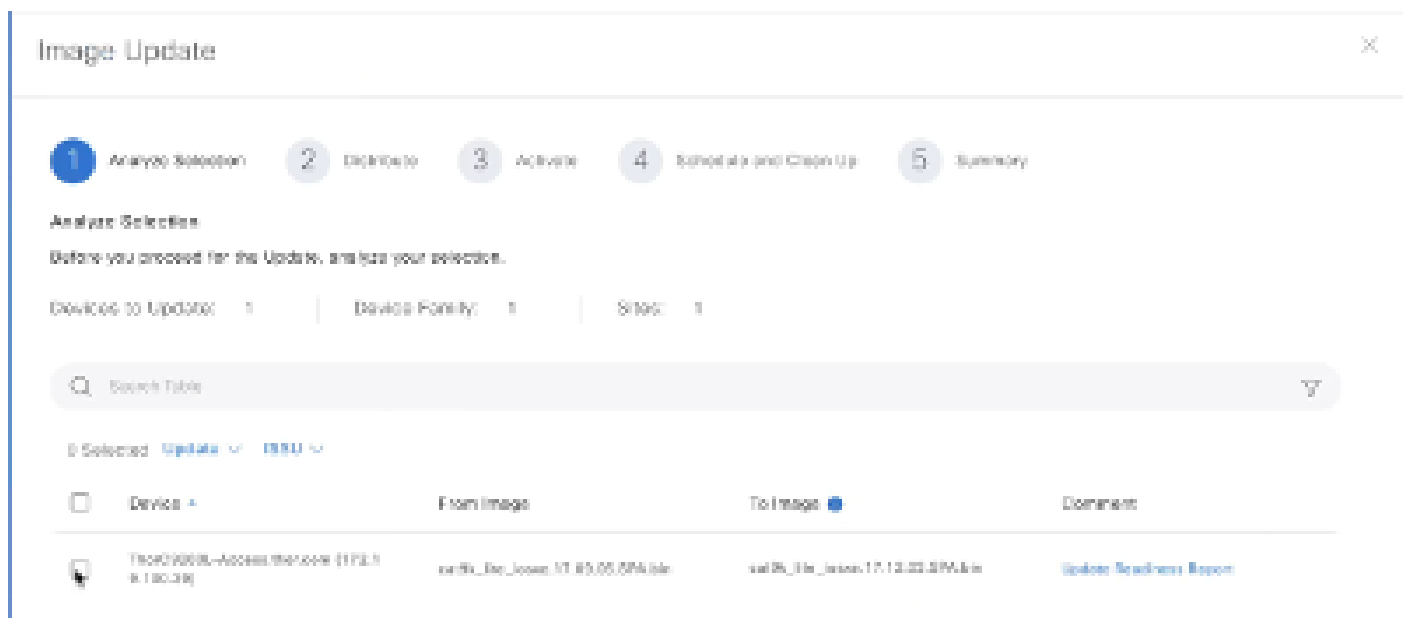 Image Update
1 Analyze Selection 2 Distribute 3 Activate 4 Schedule and Clean Up 5 Summary
Analyze Selection
Before you proceed for the Update, analyze your selection.
Devices to Update: 1 Device Family: 1 Sites: 1
Search Table
0 Selected Update ISSU
Device From Image To Image Comment
Update Readiness Report